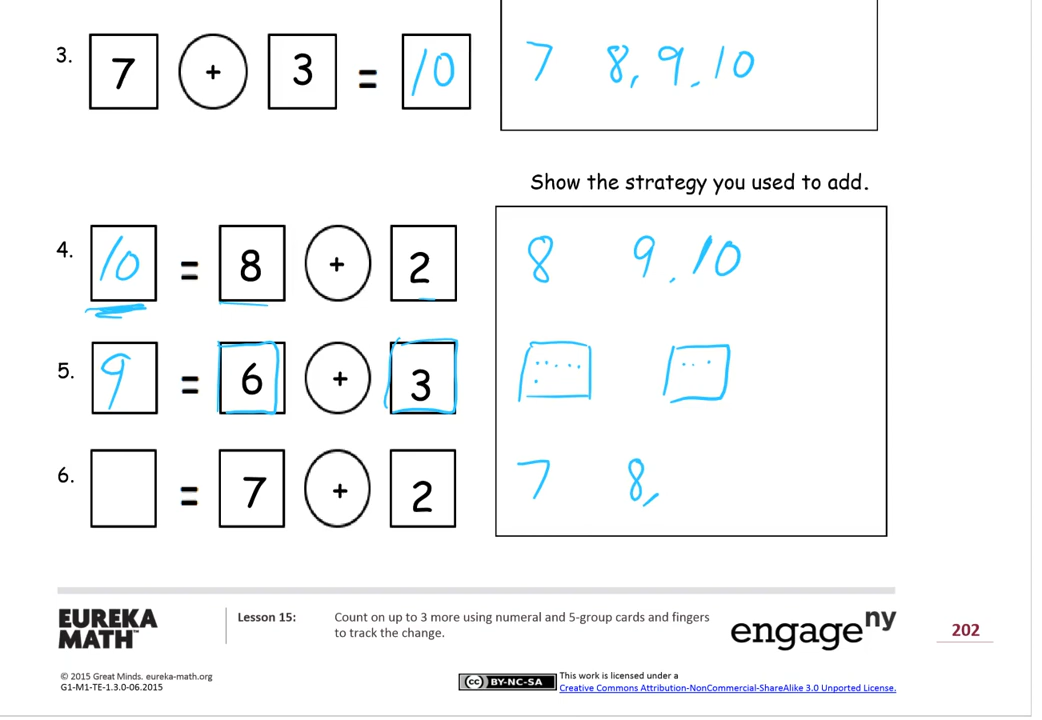 3. 7 + 3 = 10 7 8, 9, 10
Show the strategy you used to add.
4. 10 = 8 + 2 8 9, 10
5. 9 = 6 + 3
6. = 7 + 2 7 8,
EUREKA MATH™
Lesson 15: Count on up to 3 more using numeral and 5-group cards and fingers
to track the change.
engage ny
202
© 2015 Great Minds. eureka-math.org
G1-M1-TE-1.3.0-06.2015
cc BY-NC-SA
This work is licensed under a
Creative Commons Attribution-NonCommercial-ShareAlike 3.0 Unported License.